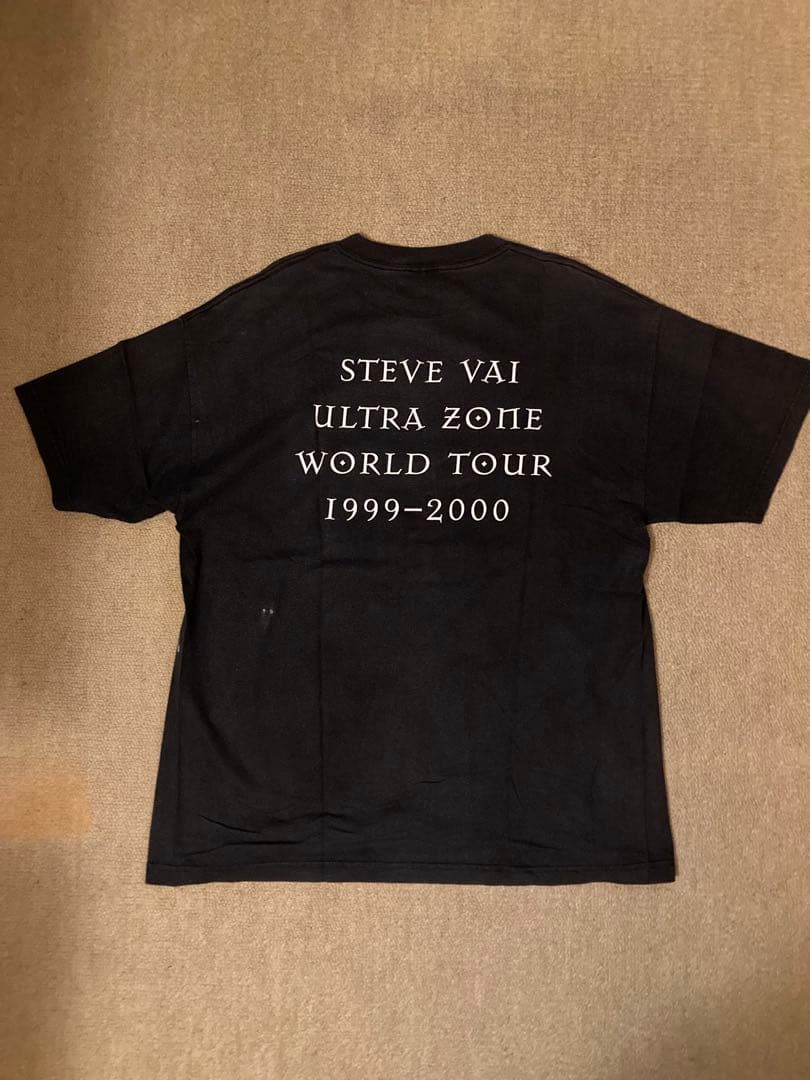 STEVE VAI
ULTRA ZONE
WORLD TOUR
1999–2000